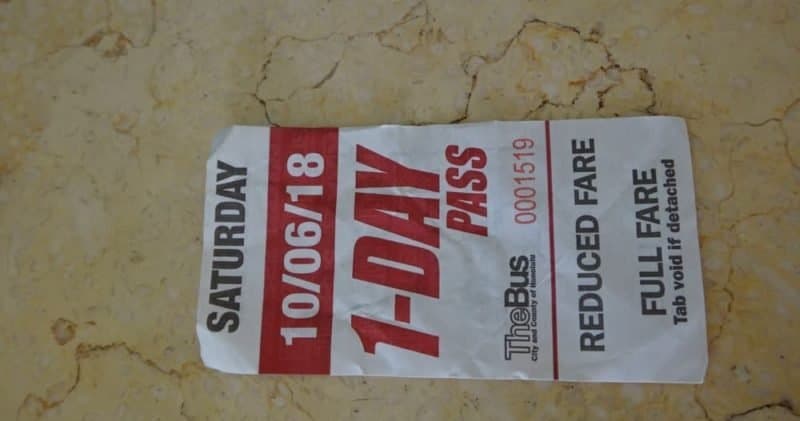 SATURDAY
10/06/18
1-DAY
PASS
TheBus 0001519
City and County of Honolulu
REDUCED FARE
FULL FARE
Tab void if detached